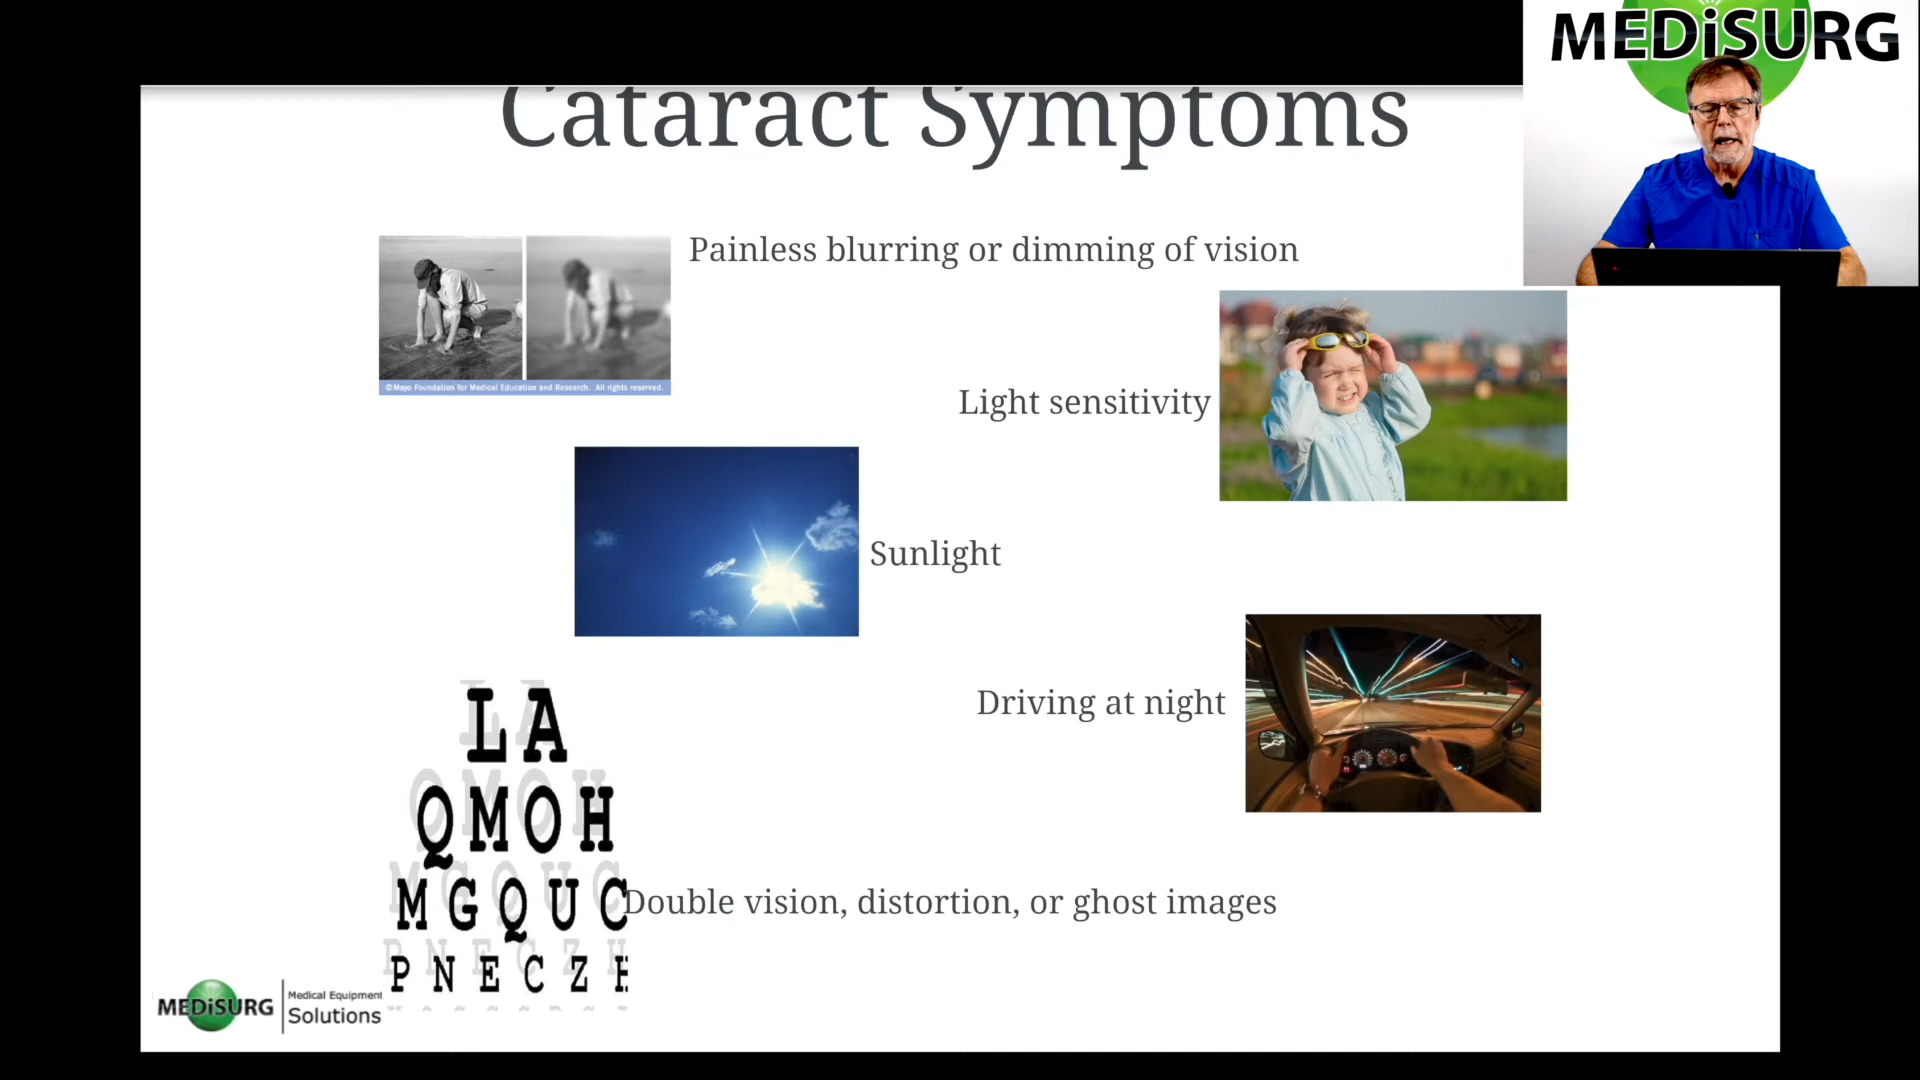 MEDiSURG
Cataract Symptoms
Painless blurring or dimming of vision
©Mayo Foundation for Medical Education and Research. All rights reserved.
Light sensitivity
Sunlight
Driving at night
LA
QMOH
MGQUC
Double vision, distortion, or ghost images
PNECZH
MEDiSURG
Medical Equipment
Solutions